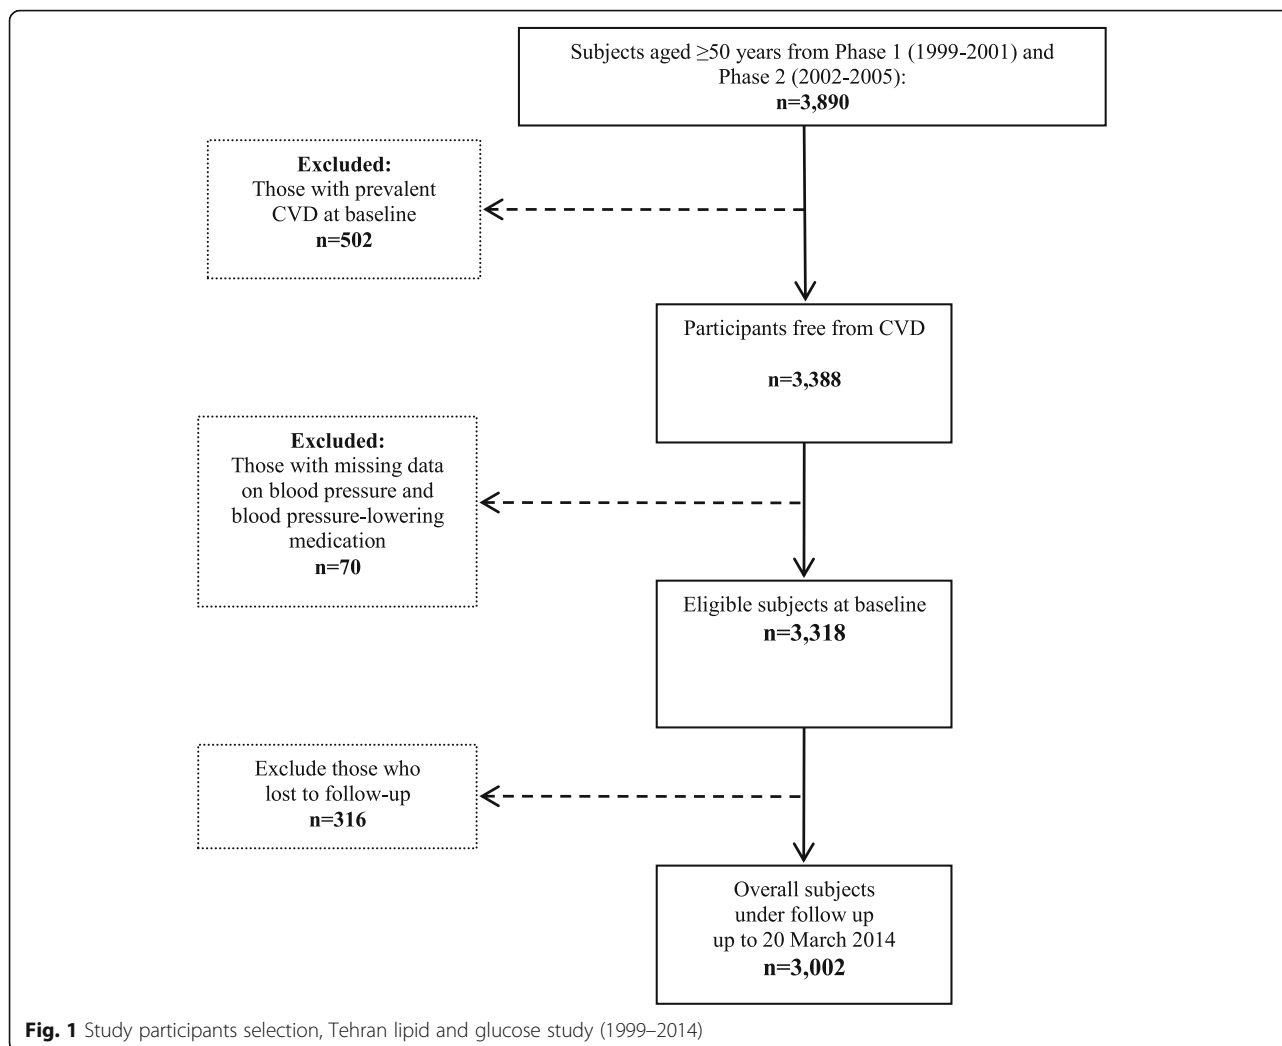 Subjects aged ≥50 years from Phase 1 (1999-2001) and
Phase 2 (2002-2005):
n=3,890
Excluded:
Those with prevalent
CVD at baseline
n=502
Participants free from CVD
n=3,388
Excluded:
Those with missing data
on blood pressure and
blood pressure-lowering
medication
n=70
Eligible subjects at baseline
n=3,318
Exclude those who
lost to follow-up
n=316
Overall subjects
under follow up
up to 20 March 2014
n=3,002
Fig. 1 Study participants selection, Tehran lipid and glucose study (1999–2014)